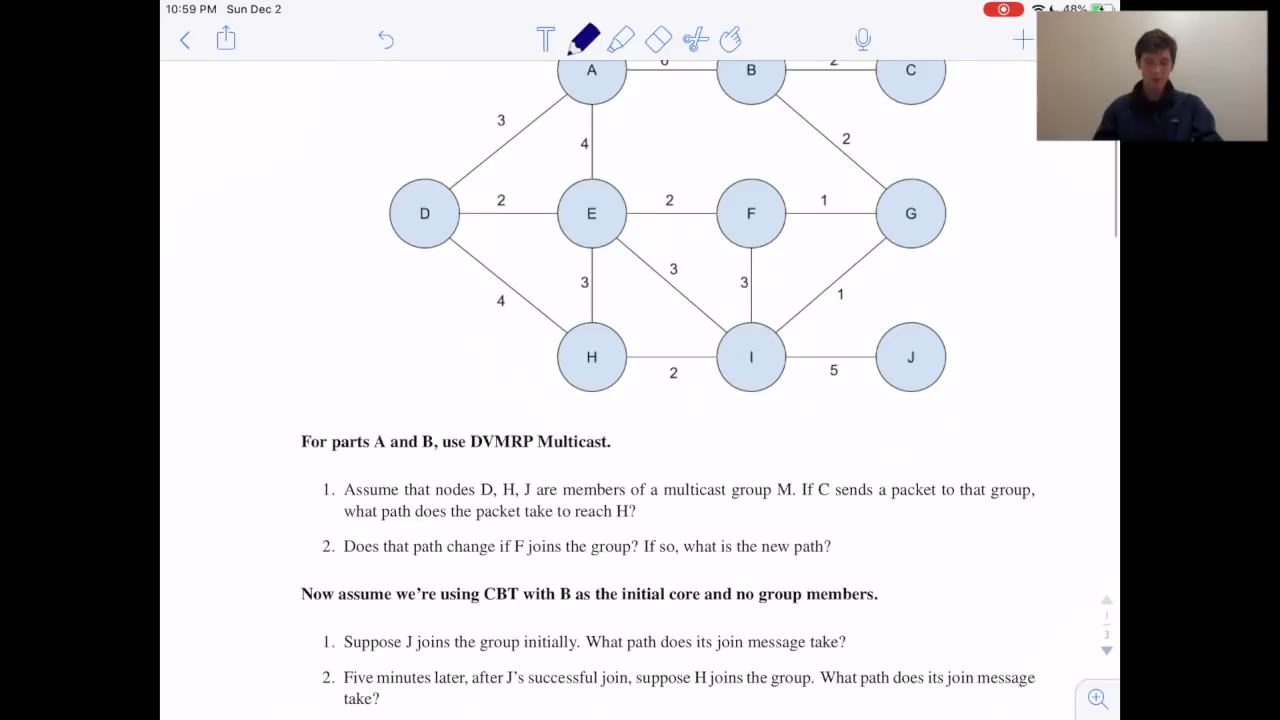 10:59 PM Sun Dec 2
48%
T
A
B
C
3
4
2
D
2
E
2
F
1
G
4
3
3
3
1
H
2
I
5
J
For parts A and B, use DVMRP Multicast.
1. Assume that nodes D, H, J are members of a multicast group M. If C sends a packet to that group,
what path does the packet take to reach H?
2. Does that path change if F joins the group? If so, what is the new path?
Now assume we're using CBT with B as the initial core and no group members.
1. Suppose J joins the group initially. What path does its join message take?
2. Five minutes later, after J's successful join, suppose H joins the group. What path does its join message
take?
1
3